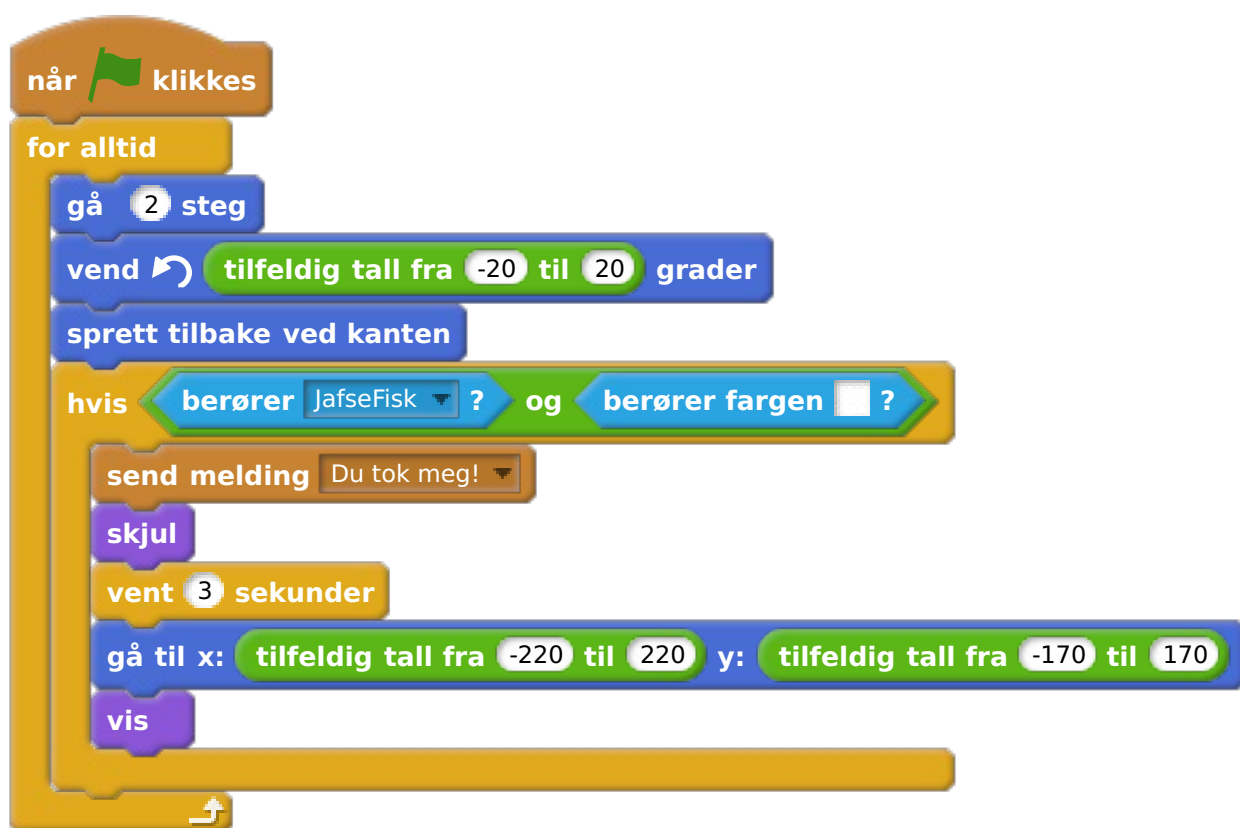 når klikkes
for alltid
gå 2 steg
vend tilfeldig tall fra -20 til 20 grader
sprett tilbake ved kanten
hvis berører JafseFisk ? og berører fargen ?
send melding Du tok meg!
skjul
vent 3 sekunder
gå til x: tilfeldig tall fra -220 til 220 y: tilfeldig tall fra -170 til 170
vis